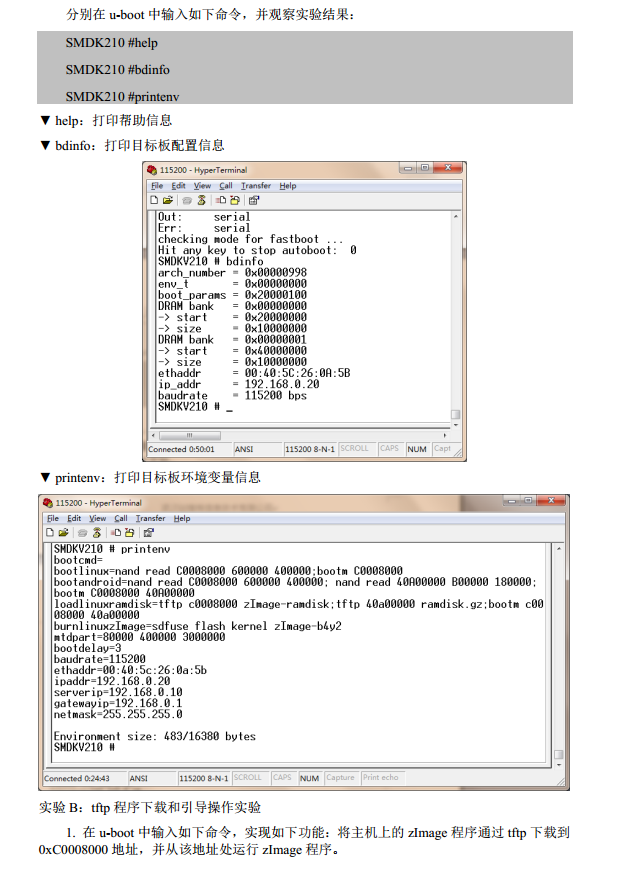 分别在 u-boot 中输入如下命令，并观察实验结果：
SMDK210 #help
SMDK210 #bdinfo
SMDK210 #printenv
▼ help：打印帮助信息
▼ bdinfo：打印目标板配置信息
115200 - HyperTerminal
File Edit View Call Transfer Help
Out: serial
Err: serial
checking mode for fastboot ...
Hit any key to stop autoboot: 0
SMDKV210 # bdinfo
arch_number = 0x00000998
env_t = 0x00000000
boot_params = 0x20000100
DRAM bank = 0x00000000
-> start = 0x20000000
-> size = 0x10000000
DRAM bank = 0x00000001
-> start = 0x40000000
-> size = 0x10000000
ethaddr = 00:40:5C:26:0A:5B
ip_addr = 192.168.0.20
baudrate = 115200 bps
SMDKV210 # _
Connected 0:50:01 ANSI 115200 8-N-1 SCROLL CAPS NUM Capt
▼ printenv：打印目标板环境变量信息
115200 - HyperTerminal
File Edit View Call Transfer Help
SMDKV210 # printenv
bootcmd=
bootlinux=nand read C0008000 600000 400000;bootm C0008000
bootandroid=nand read C0008000 600000 400000; nand read 40A00000 B00000 180000;
bootm C0008000 40A00000
loadlinuxramdisk=tftp c0008000 zImage-ramdisk;tftp 40a00000 ramdisk.gz;bootm c00
08000 40a00000
burnlinuxzImage=sdfuse flash kernel zImage-b4y2
mtdpart=80000 400000 3000000
bootdelay=3
baudrate=115200
ethaddr=00:40:5c:26:0a:5b
ipaddr=192.168.0.20
serverip=192.168.0.10
gatewayip=192.168.0.1
netmask=255.255.255.0
Environment size: 483/16380 bytes
SMDKV210 #
Connected 0:24:43 ANSI 115200 8-N-1 SCROLL CAPS NUM Capture Print echo
实验 B：tftp 程序下载和引导操作实验
1. 在 u-boot 中输入如下命令，实现如下功能：将主机上的 zImage 程序通过 tftp 下载到
0xC0008000 地址，并从该地址处运行 zImage 程序。